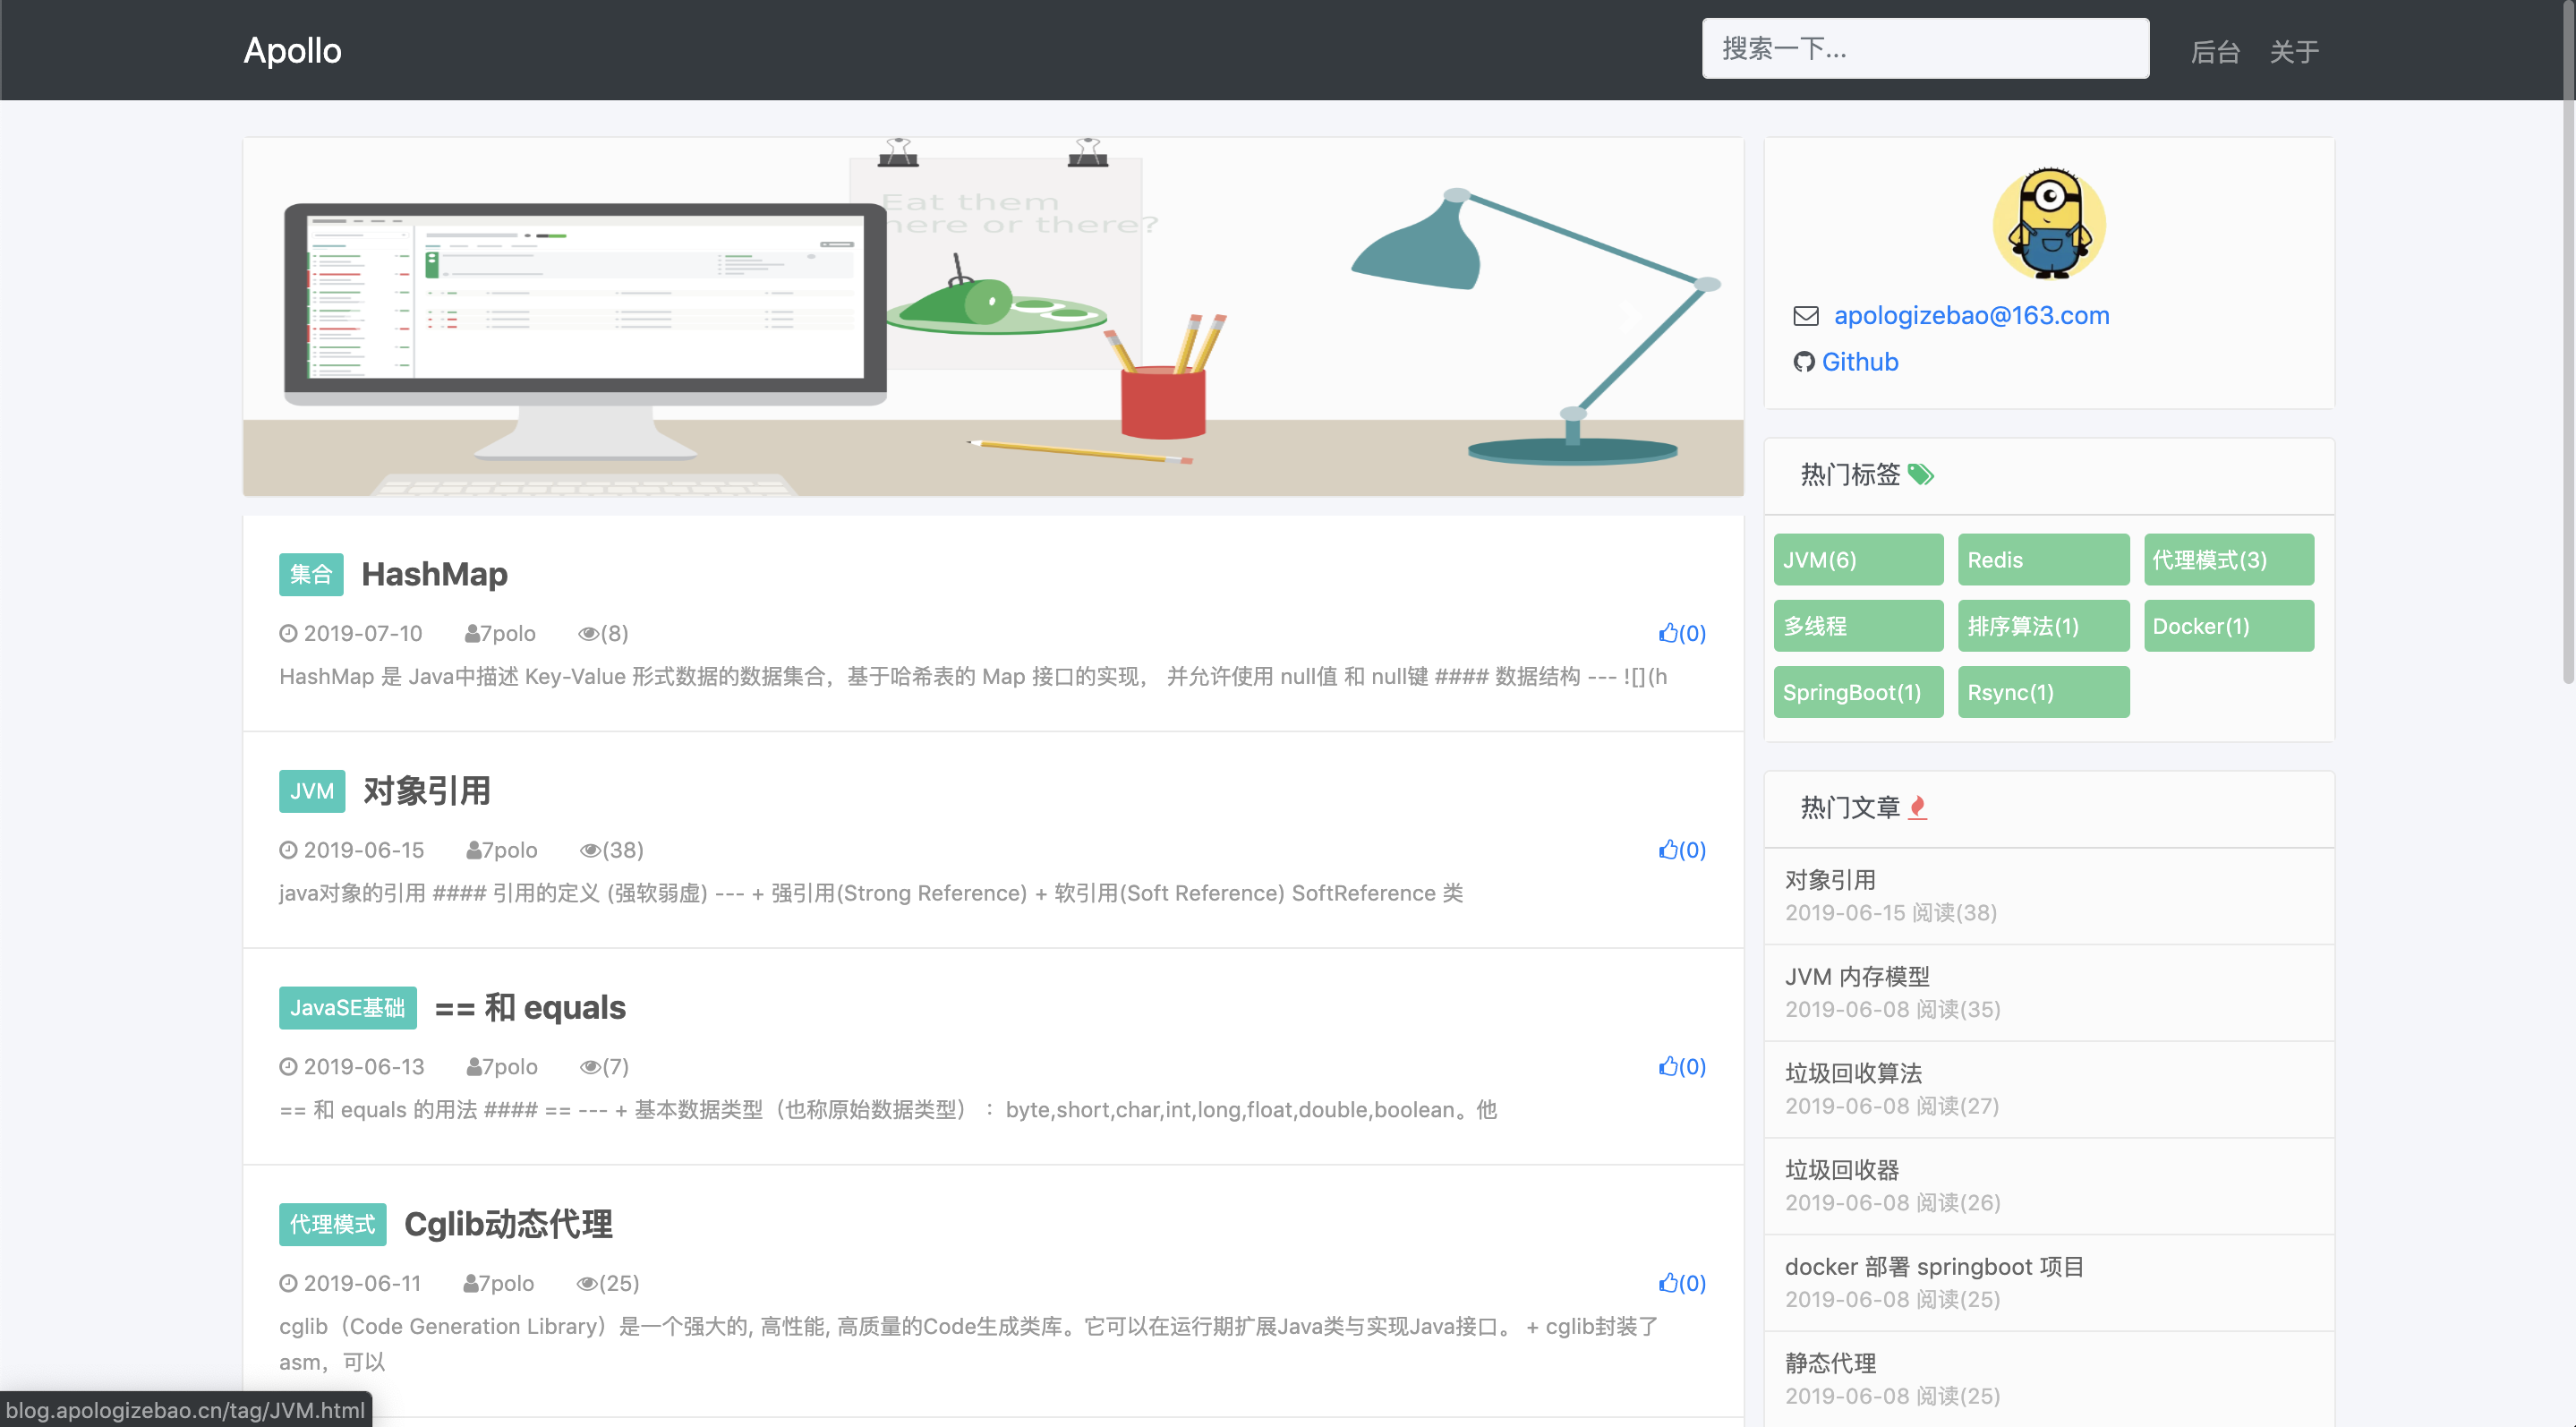 Apollo
搜索一下...
后台 关于
Eat them
here or there?
apologizebao@163.com
Github
集合 HashMap
2019-07-10 7polo (8) (0)
HashMap 是 Java中描述 Key-Value 形式数据的数据集合，基于哈希表的 Map 接口的实现， 并允许使用 null值 和 null键 #### 数据结构 --- ![](h
JVM 对象引用
2019-06-15 7polo (38) (0)
java对象的引用 #### 引用的定义 (强软弱虚) --- + 强引用(Strong Reference) + 软引用(Soft Reference) SoftReference 类
JavaSE基础 == 和 equals
2019-06-13 7polo (7) (0)
== 和 equals 的用法 #### == --- + 基本数据类型（也称原始数据类型） ：byte,short,char,int,long,float,double,boolean。他
代理模式 Cglib动态代理
2019-06-11 7polo (25) (0)
cglib（Code Generation Library）是一个强大的, 高性能, 高质量的Code生成类库。它可以在运行期扩展Java类与实现Java接口。 + cglib封装了
asm，可以
热门标签
JVM(6) Redis 代理模式(3)
多线程 排序算法(1) Docker(1)
SpringBoot(1) Rsync(1)
热门文章
对象引用
2019-06-15 阅读(38)
JVM 内存模型
2019-06-08 阅读(35)
垃圾回收算法
2019-06-08 阅读(27)
垃圾回收器
2019-06-08 阅读(26)
docker 部署 springboot 项目
2019-06-08 阅读(25)
静态代理
2019-06-08 阅读(25)
blog.apologizebao.cn/tag/JVM.html